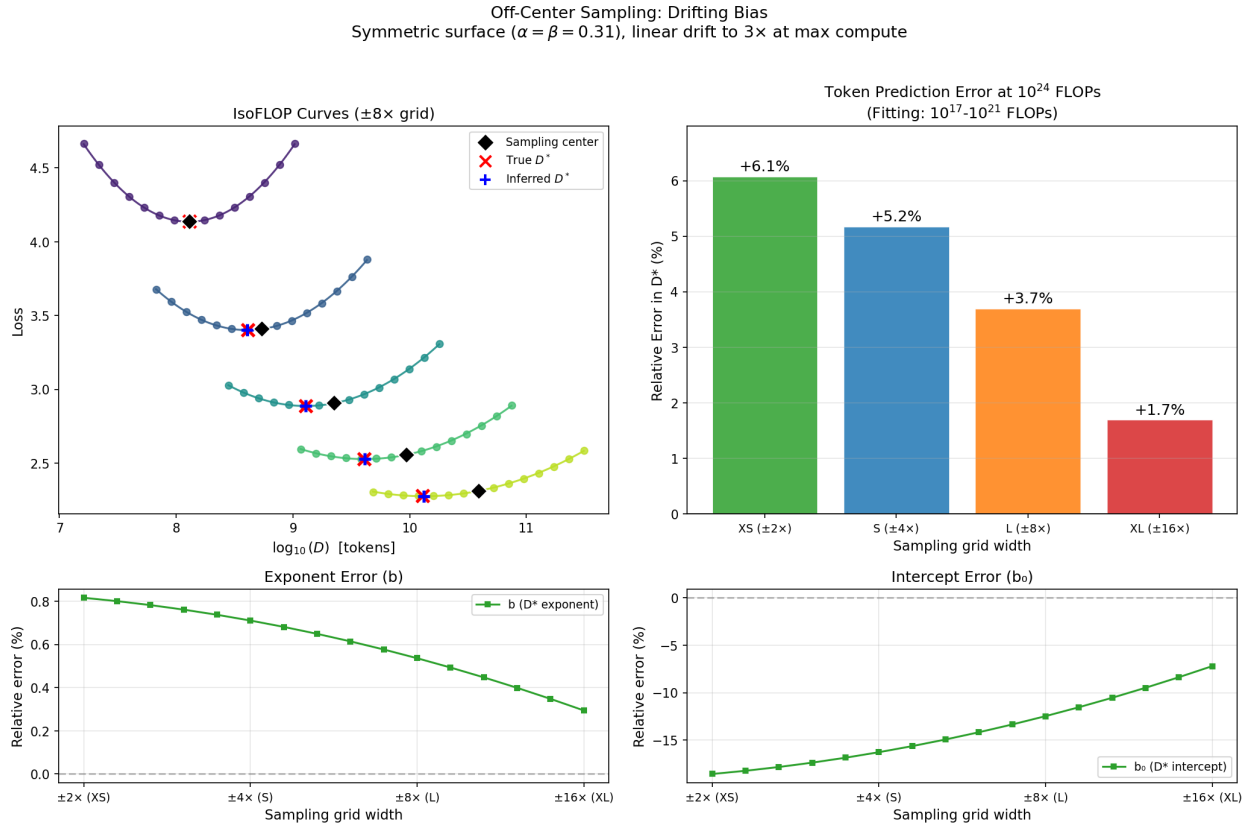 Off-Center Sampling: Drifting Bias
Symmetric surface (α = β = 0.31), linear drift to 3× at max compute
IsoFLOP Curves (±8× grid)
Loss
4.5
4.0
3.5
3.0
2.5
7
8
9
10
11
log₁₀(D) [tokens]
Sampling center
True D*
Inferred D*
Token Prediction Error at 10²⁴ FLOPs
(Fitting: 10¹⁷-10²¹ FLOPs)
Relative Error in D* (%)
6
5
4
3
2
1
0
+6.1%
+5.2%
+3.7%
+1.7%
XS (±2×)
S (±4×)
L (±8×)
XL (±16×)
Sampling grid width
Exponent Error (b)
Relative error (%)
0.8
0.6
0.4
0.2
0.0
b (D* exponent)
±2× (XS)
±4× (S)
±8× (L)
±16× (XL)
Sampling grid width
Intercept Error (b₀)
Relative error (%)
0
−5
−10
−15
b₀ (D* intercept)
±2× (XS)
±4× (S)
±8× (L)
±16× (XL)
Sampling grid width